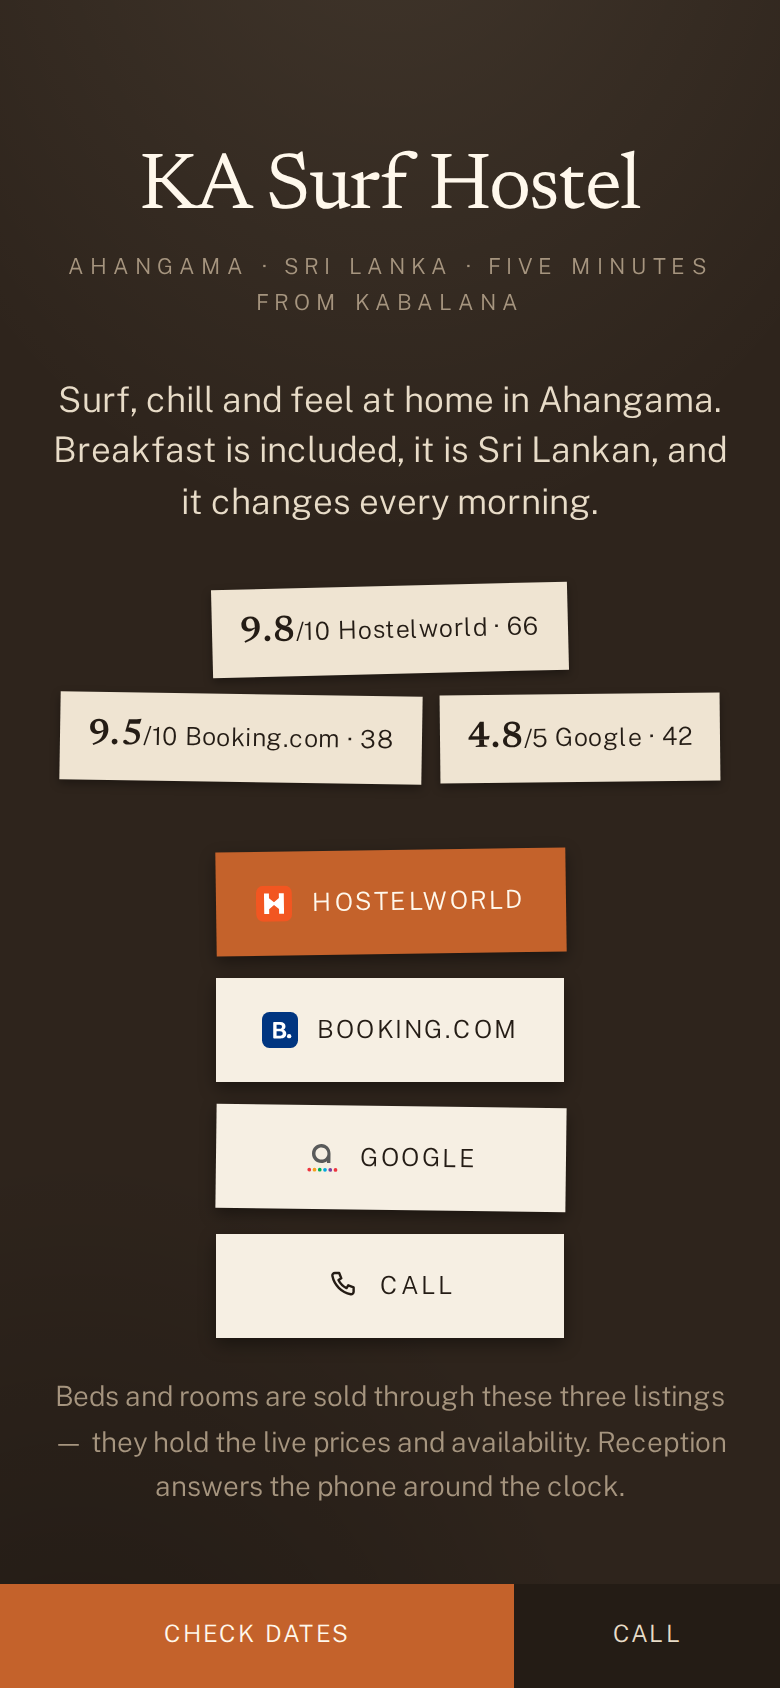 KA Surf Hostel
AHANGAMA · SRI LANKA · FIVE MINUTES
FROM KABALANA
Surf, chill and feel at home in Ahangama.
Breakfast is included, it is Sri Lankan, and
it changes every morning.
9.8/10 Hostelworld · 66
9.5/10 Booking.com · 38
4.8/5 Google · 42
H HOSTELWORLD
B. BOOKING.COM
a GOOGLE
CALL
Beds and rooms are sold through these three listings
— they hold the live prices and availability. Reception
answers the phone around the clock.
CHECK DATES
CALL